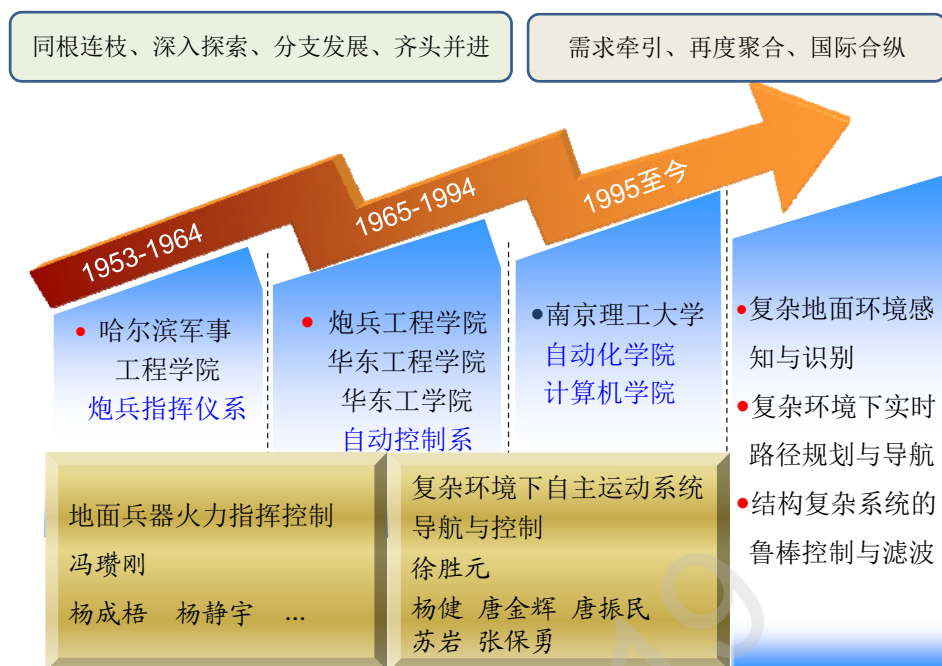 同根连枝、深入探索、分支发展、齐头并进
需求牵引、再度聚合、国际合纵
1953-1964
1965-1994
1995至今
• 哈尔滨军事
工程学院
炮兵指挥仪系
• 炮兵工程学院
华东工程学院
华东工学院
自动控制系
•南京理工大学
自动化学院
计算机学院
•复杂地面环境感
知与识别
•复杂环境下实时
路径规划与导航
•结构复杂系统的
鲁棒控制与滤波
地面兵器火力指挥控制
冯瓒刚
杨成梧 杨静宇 …
复杂环境下自主运动系统
导航与控制
徐胜元
杨健 唐金辉 唐振民
苏岩 张保勇